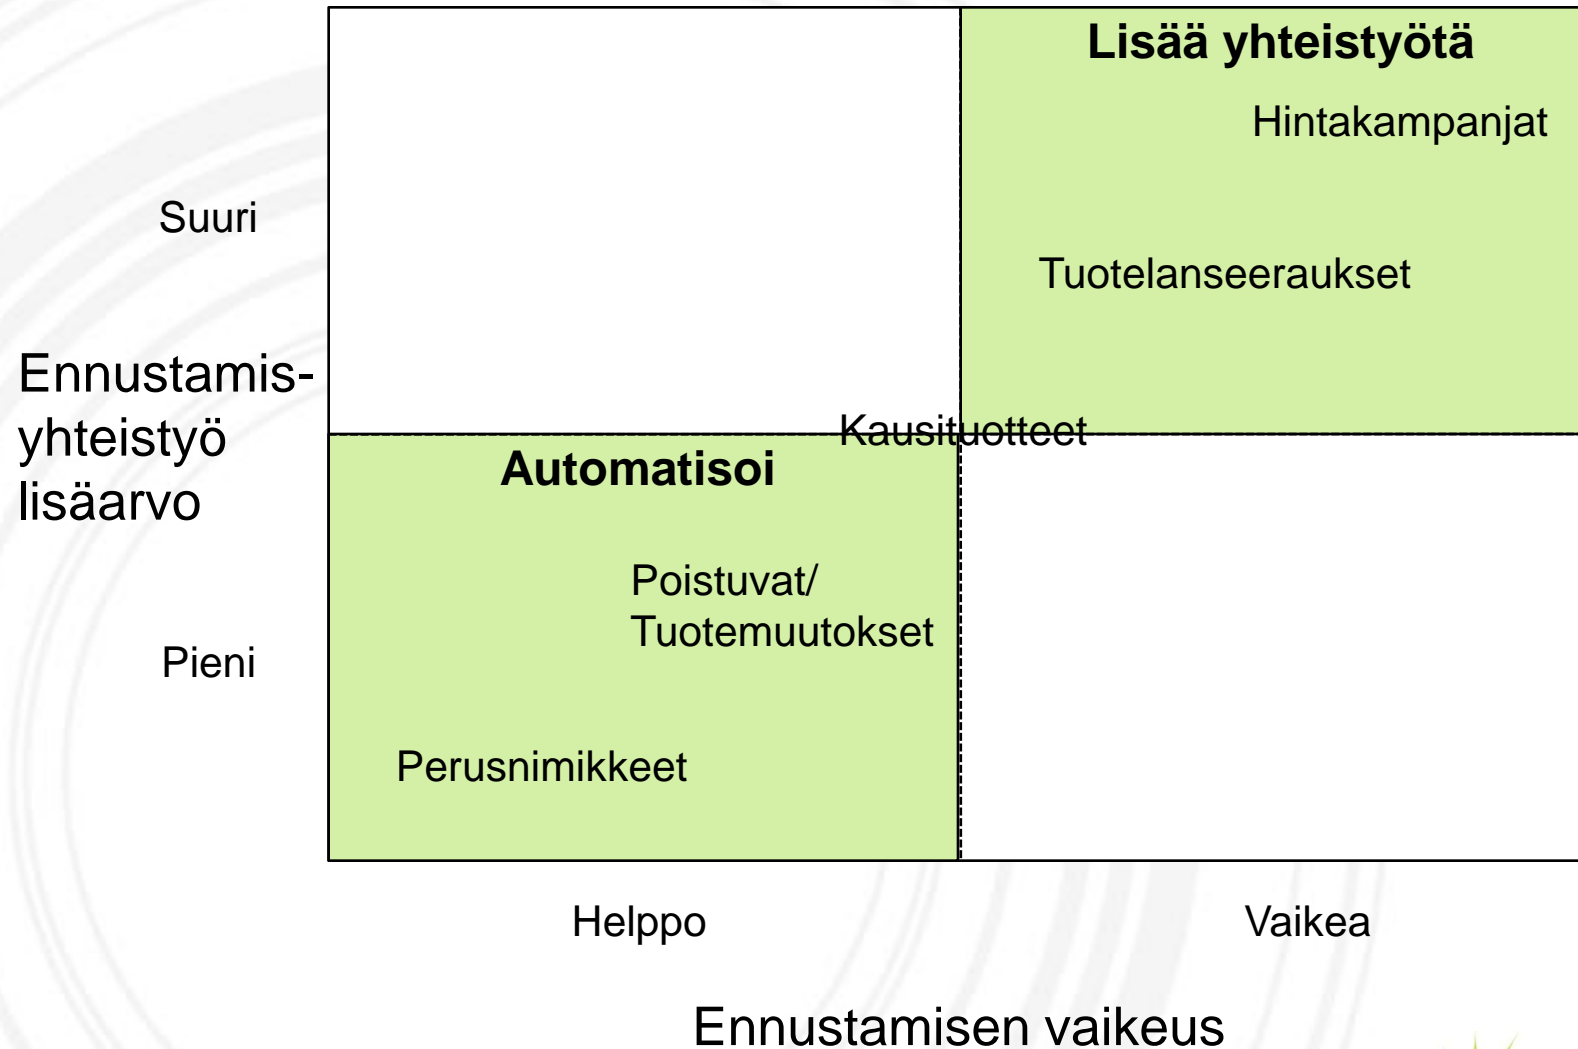 Lisää yhteistyötä
Hintakampanjat
Suuri
Tuotelanseeraukset
Ennustamis-
yhteistyö
lisäarvo
Kausituotteet
Automatisoi
Poistuvat/
Tuotemuutokset
Pieni
Perusnimikkeet
Helppo
Vaikea
Ennustamisen vaikeus